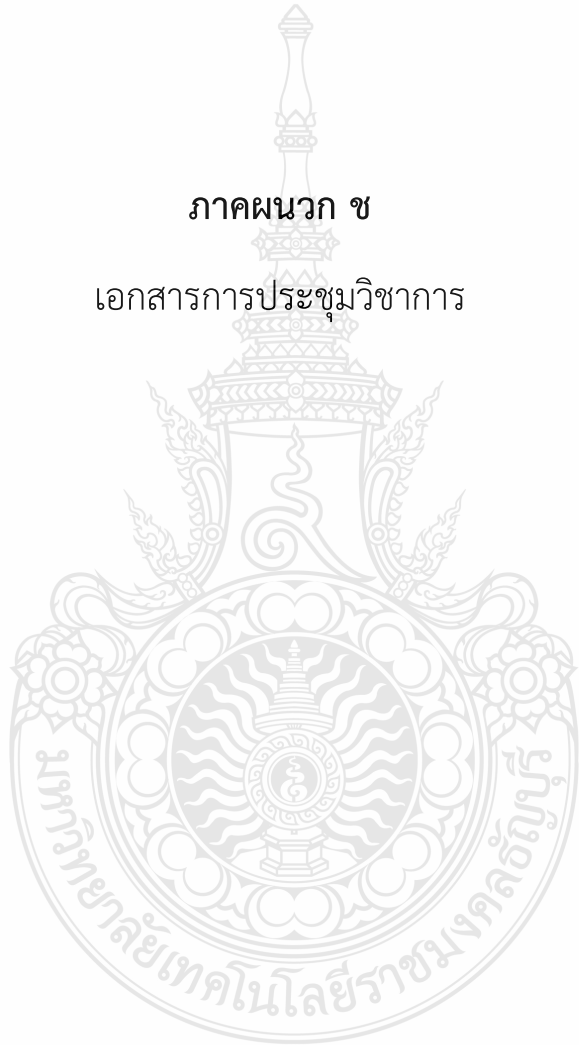 ภาคผนวก ช
เอกสารการประชุมวิชาการ
มหาวิทยาลัยเทคโนโลยีราชมงคลธัญบุรี